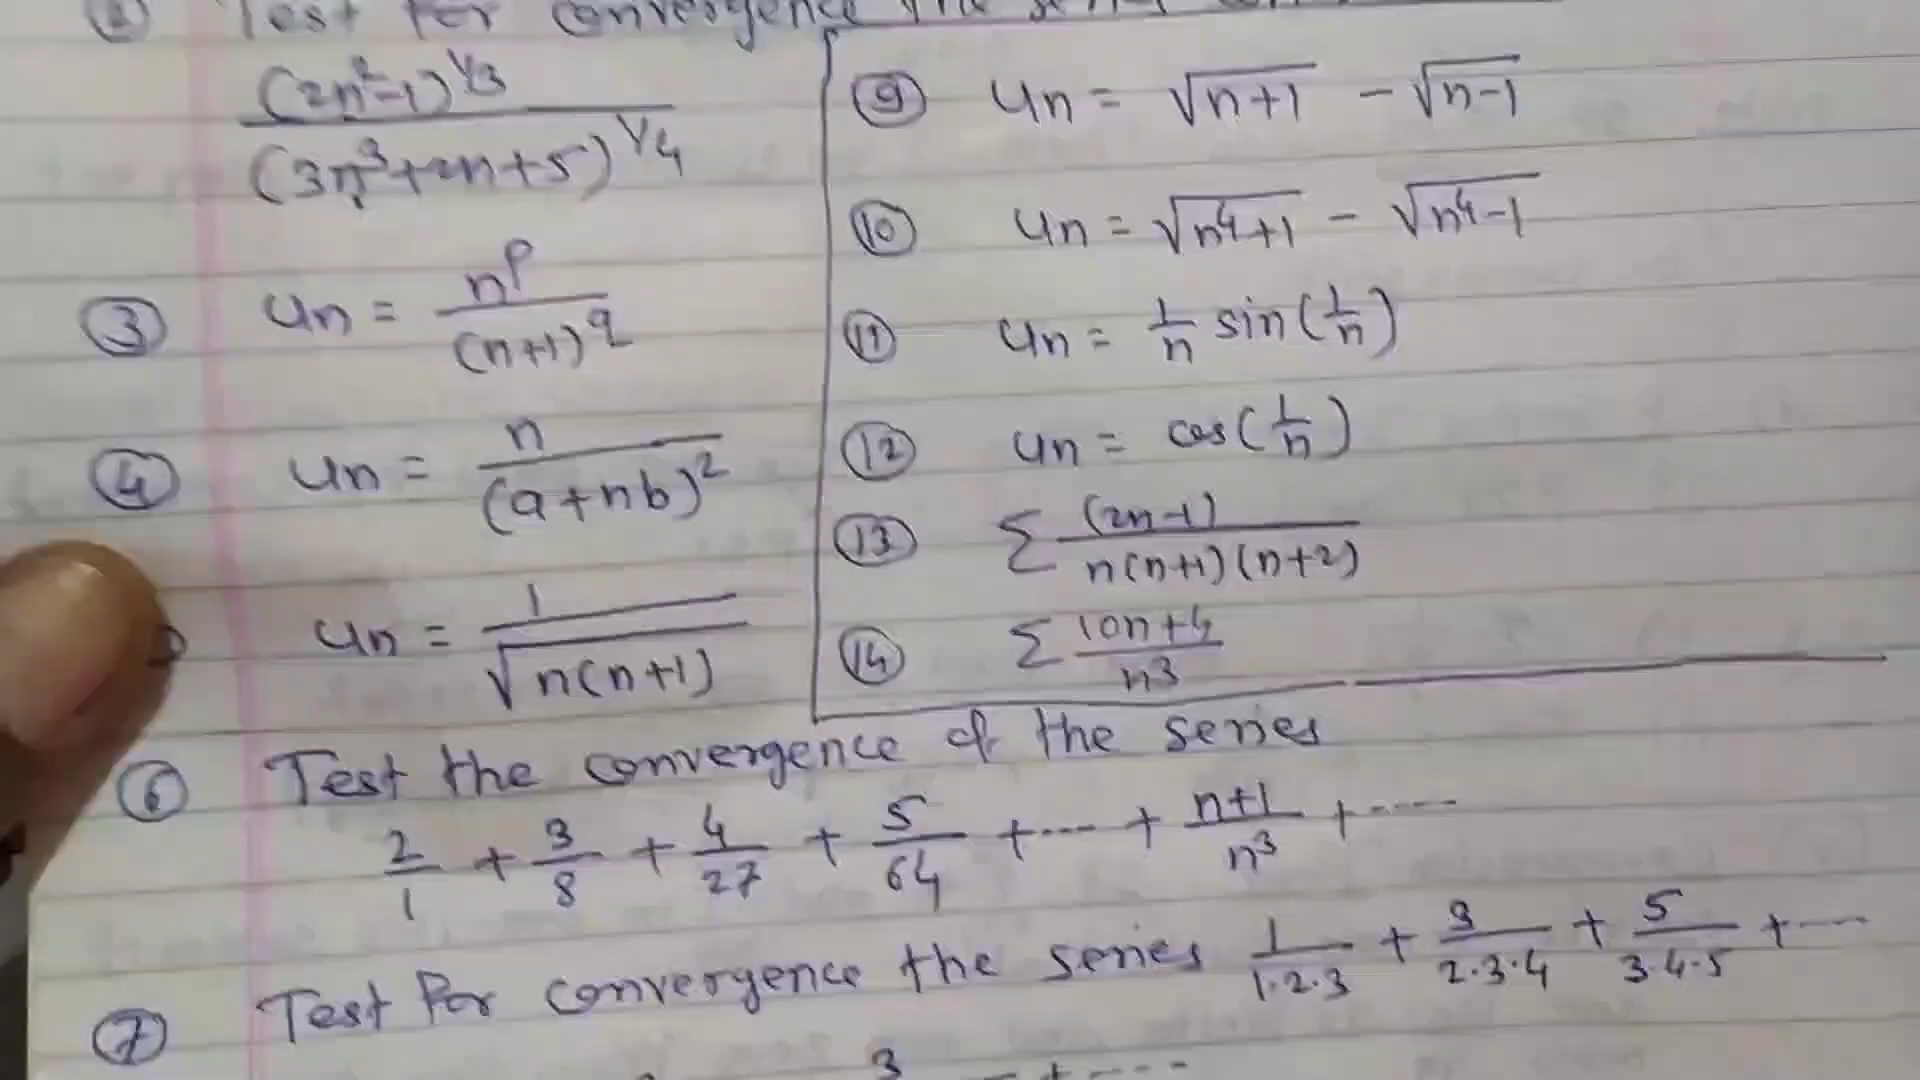 ② Test for convergence the series
(2n²-1)^1/3 / (3n³+2n+5)^1/4
③ un = n^p / (n+1)^q
④ un = n / (a+nb)²
un = 1 / √n(n+1)
⑨ un = √n+1 - √n-1
⑩ un = √n⁴+1 - √n⁴-1
⑪ un = 1/n sin(1/n)
⑫ un = cos(1/n)
⑬ Σ (2n-1) / n(n+1)(n+2)
⑭ Σ 10n+4 / n³
⑥ Test the convergence of the series
2/1 + 3/8 + 4/27 + 5/64 + ---- + n+1/n³ + -----
⑦ Test for convergence the series 1/1·2·3 + 3/2·3·4 + 5/3·4·5 + ----
3 + ----